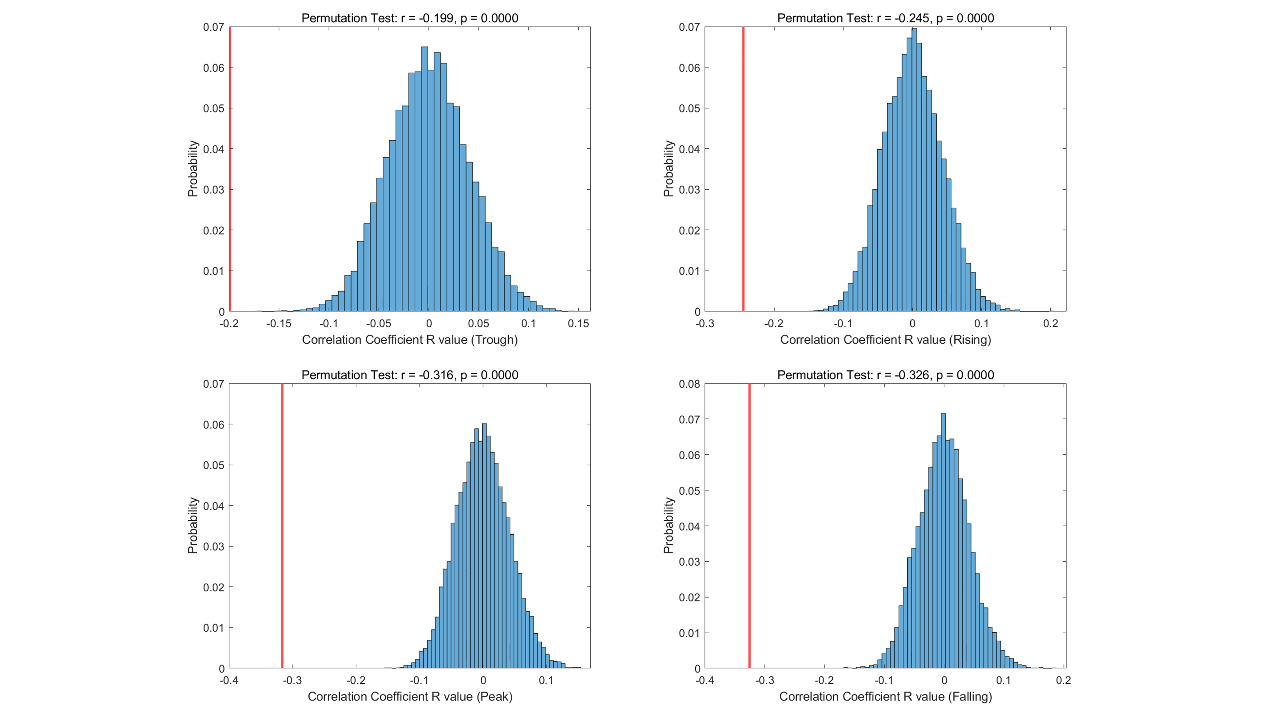 Permutation Test: r = -0.199, p = 0.0000
0.07
0.06
0.05
0.04
0.03
0.02
0.01
0
Probability
-0.2 -0.15 -0.1 -0.05 0 0.05 0.1 0.15
Correlation Coefficient R value (Trough)
Permutation Test: r = -0.245, p = 0.0000
0.07
0.06
0.05
0.04
0.03
0.02
0.01
0
Probability
-0.3 -0.2 -0.1 0 0.1 0.2
Correlation Coefficient R value (Rising)
Permutation Test: r = -0.316, p = 0.0000
0.07
0.06
0.05
0.04
0.03
0.02
0.01
0
Probability
-0.4 -0.3 -0.2 -0.1 0 0.1
Correlation Coefficient R value (Peak)
Permutation Test: r = -0.326, p = 0.0000
0.08
0.07
0.06
0.05
0.04
0.03
0.02
0.01
0
Probability
-0.4 -0.3 -0.2 -0.1 0 0.1 0.2
Correlation Coefficient R value (Falling)